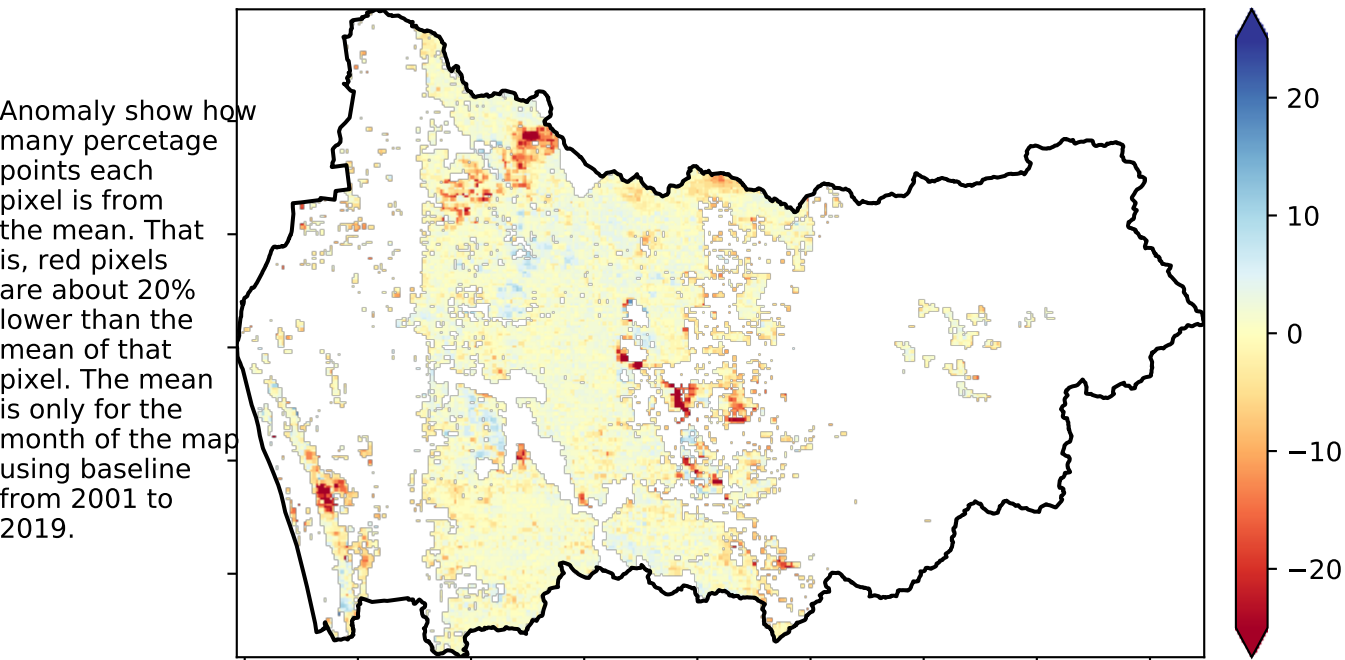 Anomaly show how
many percetage
points each
pixel is from
the mean. That
is, red pixels
are about 20%
lower than the
mean of that
pixel. The mean
is only for the
month of the map
using baseline
from 2001 to
2019.
20
10
0
−10
−20